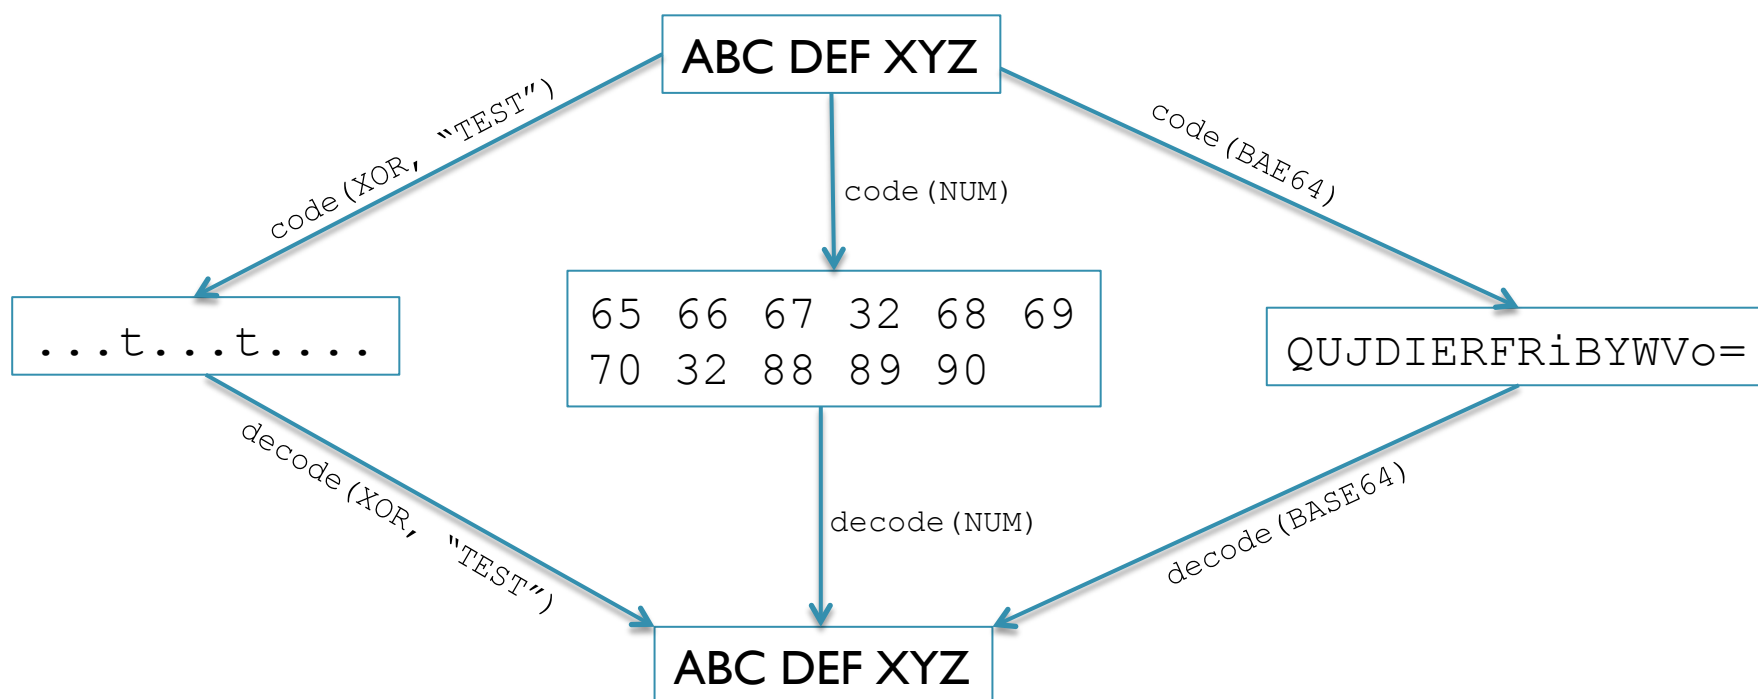 ABC DEF XYZ
code(XOR, “TEST”)
code(NUM)
code(BAE64)
...t...t....
65 66 67 32 68 69
70 32 88 89 90
QUJDIERFRiBYWVo=
decode(XOR, “TEST”)
decode(NUM)
decode(BASE64)
ABC DEF XYZ